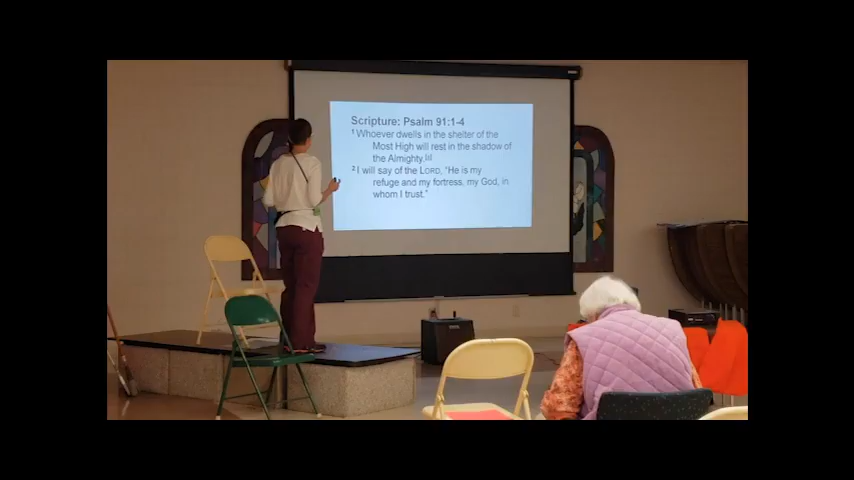 Scripture: Psalm 91:1-4
1 Whoever dwells in the shelter of the
Most High will rest in the shadow of
the Almighty.[a]
2 I will say of the LORD, "He is my
refuge and my fortress, my God, in
whom I trust."